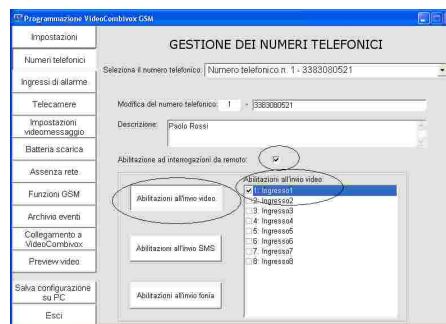 Programmazione VideoCombivox GSM
Impostazioni
Numeri telefonici
Ingressi di allarme
Telecamere
Impostazioni
videomessaggio
Batteria scarica
Assenza rete
Funzioni GSM
Archivio eventi
Collegamento a
VideoCombivox
Preview video
Salva configurazione
su PC
Esci
GESTIONE DEI NUMERI TELEFONICI
Seleziona il numero telefonico: Numero telefonico n. 1 - 3383080521
Modifica del numero telefonico: 1 - 3383080521
Descrizione: Paolo Rossi
Abilitazione ad interrogazioni da remoto:
Abilitazioni all'invio video
Abilitazioni all'invio SMS
Abilitazioni all'invio fonia
Abilitazioni all'invio video:
1: Ingresso1
2: Ingresso2
3: Ingresso3
4: Ingresso4
5: Ingresso5
6: Ingresso6
7: Ingresso7
8: Ingresso8